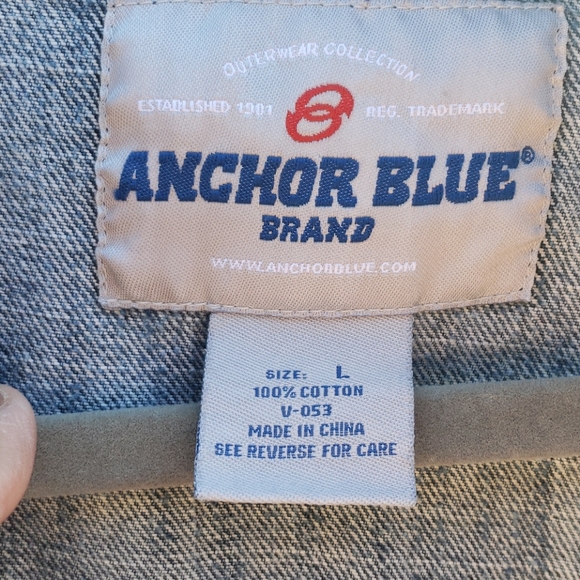 OUTERWEAR COLLECTION
ESTABLISHED 1981 REG. TRADEMARK
ANCHOR BLUE®
BRAND
WWW.ANCHORBLUE.COM
SIZE: L
100% COTTON
V-053
MADE IN CHINA
SEE REVERSE FOR CARE